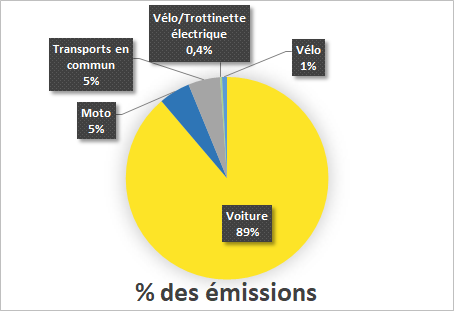 Vélo/Trottinette
électrique
0,4%
Transports en
commun
5%
Vélo
1%
Moto
5%
Voiture
89%
% des émissions